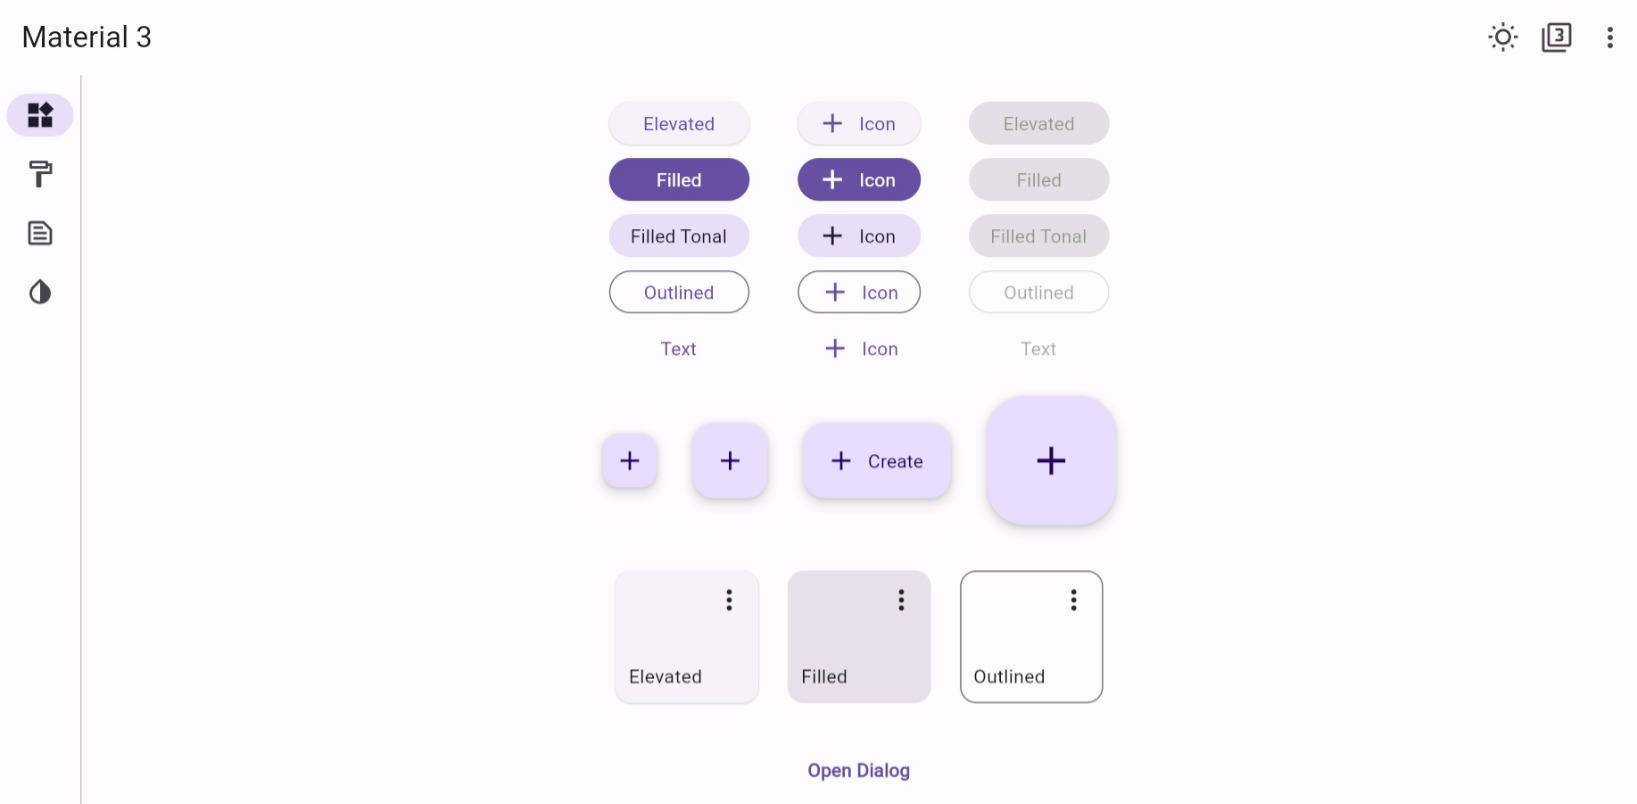 Material 3
3
Elevated
Icon
Elevated
Filled
Icon
Filled
Filled Tonal
Icon
Filled Tonal
Outlined
Icon
Outlined
Text
Icon
Text
Create
Elevated
Filled
Outlined
Open Dialog